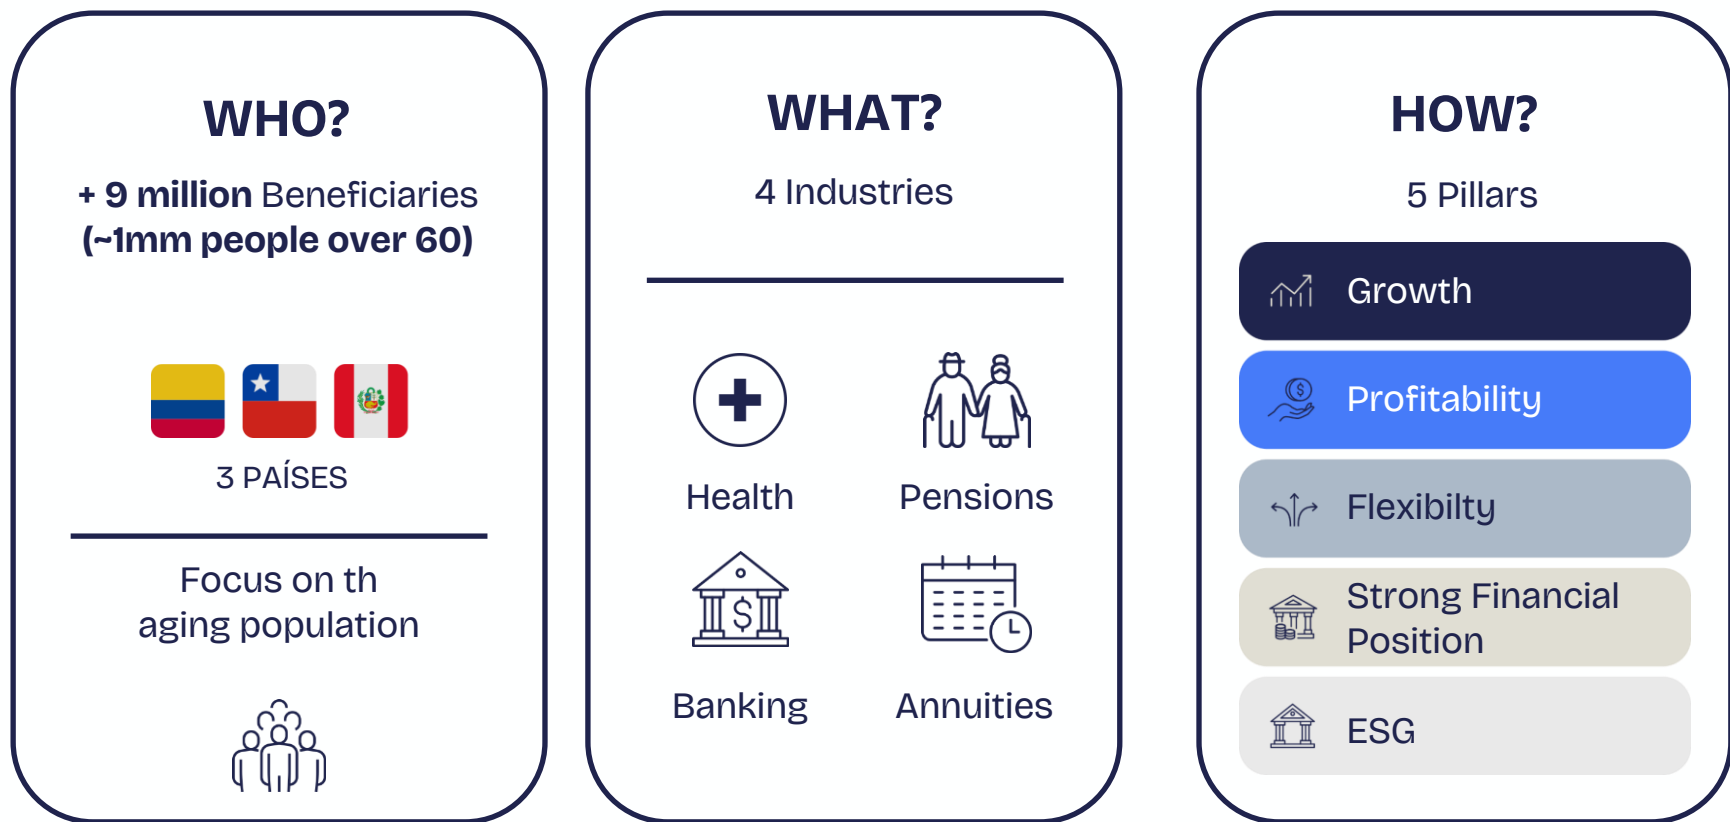 WHO?
+ 9 million Beneficiaries
(~1mm people over 60)
3 PAÍSES
Focus on th
aging population
WHAT?
4 Industries
Health
Pensions
Banking
Annuities
HOW?
5 Pillars
Growth
Profitability
Flexibilty
Strong Financial
Position
ESG